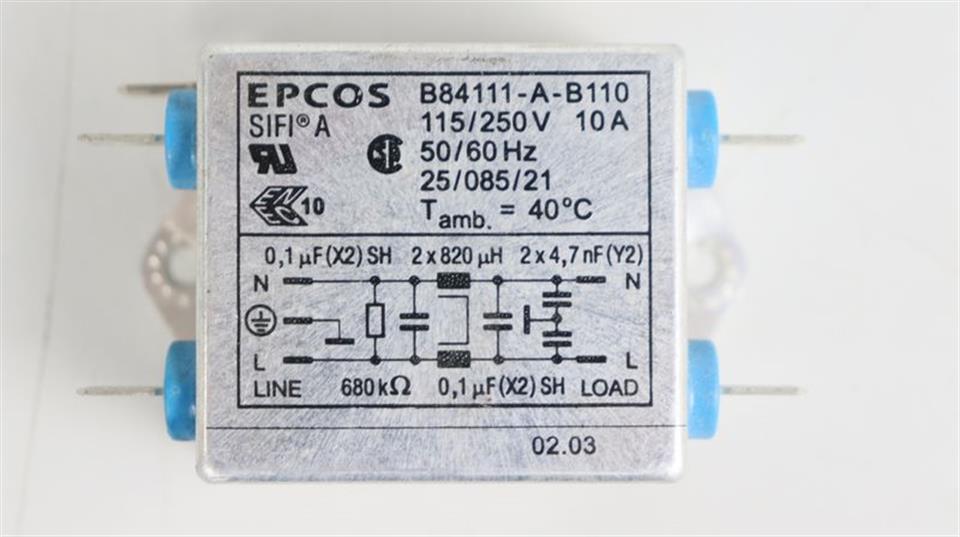 EPCOS B84111-A-B110
SIFI® A 115/250V 10A
50/60 Hz
25/085/21
10 Tamb. = 40°C
0,1 µF(X2) SH 2 x 820 µH 2 x 4,7 nF(Y2)
N N
L L
LINE 680 kΩ 0,1 µF(X2) SH LOAD
02.03